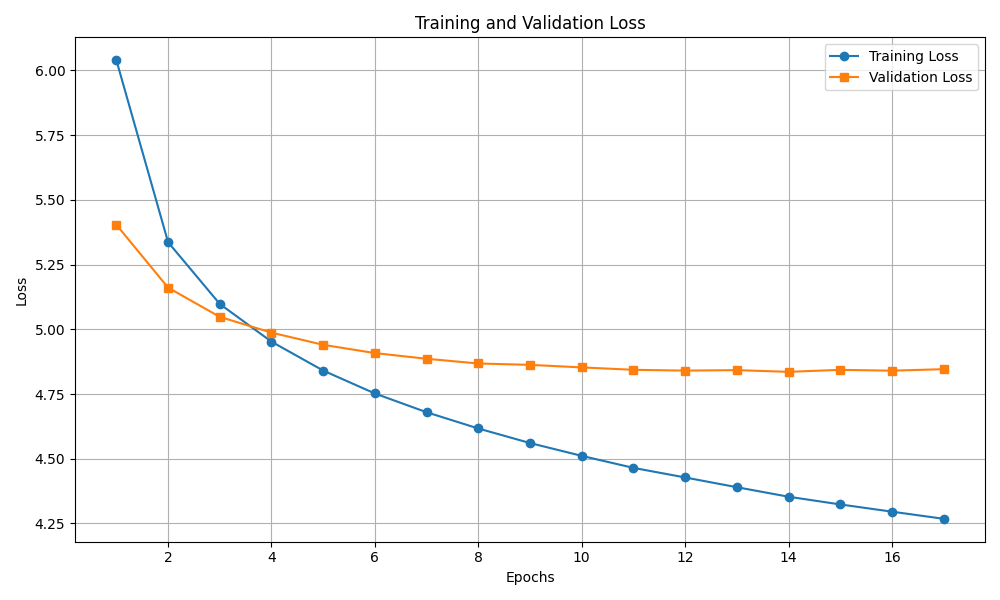 Training and Validation Loss
Training Loss
Validation Loss
6.00
5.75
5.50
5.25
5.00
4.75
4.50
4.25
Loss
2 4 6 8 10 12 14 16
Epochs